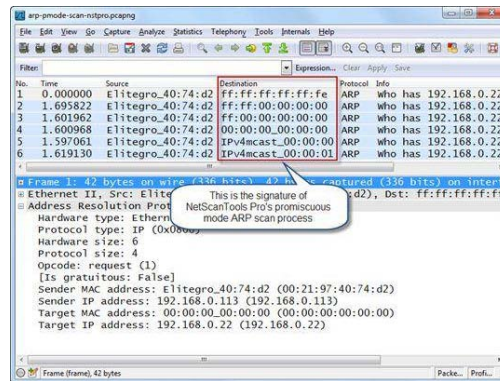 arp-pmode-scan-nstpro.pcapng
File Edit View Go Capture Analyze Statistics Telephony Tools Internals Help
Filter: Expression... Clear Apply Save
No. Time Source Destination Protocol Info
1 0.000000 Elitegro_40:74:d2 ff:ff:ff:ff:ff:fe ARP Who has 192.168.0.22
2 1.695822 Elitegro_40:74:d2 ff:ff:00:00:00:00 ARP Who has 192.168.0.22
3 1.601962 Elitegro_40:74:d2 ff:00:00:00:00:00 ARP Who has 192.168.0.22
4 1.600968 Elitegro_40:74:d2 00:00:00_00:00:00 ARP Who has 192.168.0.22
5 1.597061 Elitegro_40:74:d2 IPv4mcast_00:00:00 ARP Who has 192.168.0.22
6 1.619130 Elitegro_40:74:d2 IPv4mcast_00:00:01 ARP Who has 192.168.0.22
Frame 1: 42 bytes on wire (336 bits), 42 bytes captured (336 bits) on inter
Ethernet II, Src: Elite :d2), Dst: ff:ff:ff:ff
Address Resolution Prot
This is the signature of
NetScanTools Pro's promiscuous
mode ARP scan process
Hardware type: Ethern
Protocol type: IP (0x0800)
Hardware size: 6
Protocol size: 4
Opcode: request (1)
[Is gratuitous: False]
Sender MAC address: Elitegro_40:74:d2 (00:21:97:40:74:d2)
Sender IP address: 192.168.0.113 (192.168.0.113)
Target MAC address: 00:00:00_00:00:00 (00:00:00:00:00:00)
Target IP address: 192.168.0.22 (192.168.0.22)
Frame (frame), 42 bytes Packe... Profi...